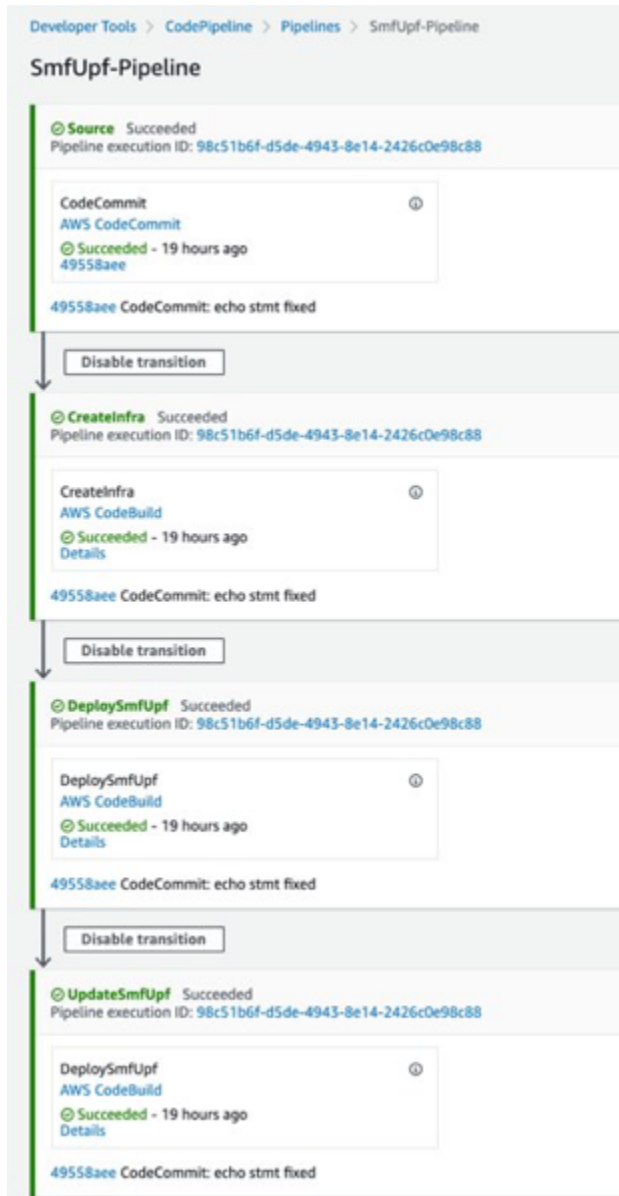 Developer Tools > CodePipeline > Pipelines > SmfUpf-Pipeline
SmfUpf-Pipeline
Source Succeeded
Pipeline execution ID: 98c51b6f-d5de-4943-8e14-2426c0e98c88
CodeCommit
AWS CodeCommit
Succeeded - 19 hours ago
49558aee
49558aee CodeCommit: echo stmt fixed
Disable transition
CreateInfra Succeeded
Pipeline execution ID: 98c51b6f-d5de-4943-8e14-2426c0e98c88
CreateInfra
AWS CodeBuild
Succeeded - 19 hours ago
Details
49558aee CodeCommit: echo stmt fixed
Disable transition
DeploySmfUpf Succeeded
Pipeline execution ID: 98c51b6f-d5de-4943-8e14-2426c0e98c88
DeploySmfUpf
AWS CodeBuild
Succeeded - 19 hours ago
Details
49558aee CodeCommit: echo stmt fixed
Disable transition
UpdateSmfUpf Succeeded
Pipeline execution ID: 98c51b6f-d5de-4943-8e14-2426c0e98c88
DeploySmfUpf
AWS CodeBuild
Succeeded - 19 hours ago
Details
49558aee CodeCommit: echo stmt fixed